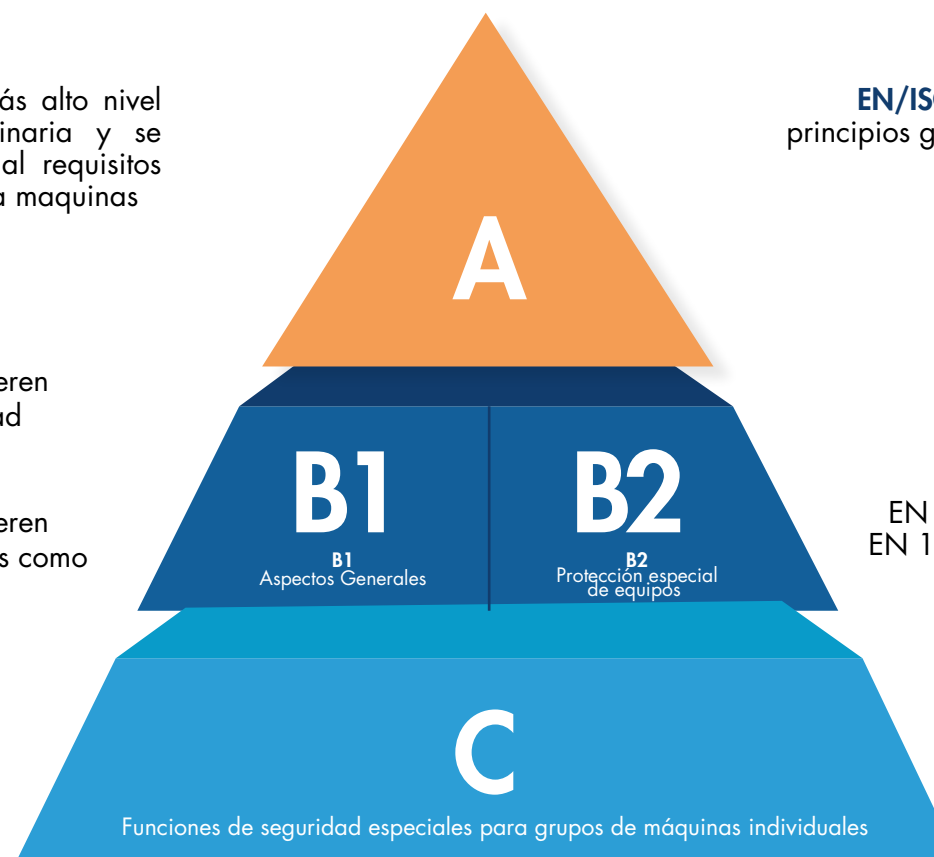 ás alto nivel
inaria y se
al requisitos
a maquinas
EN/IS
principios g
A
eren
ad
eren
s como
B1
B1
Aspectos Generales
B2
B2
Protección especial
de equipos
EN
EN 1
C
Funciones de seguridad especiales para grupos de máquinas individuales